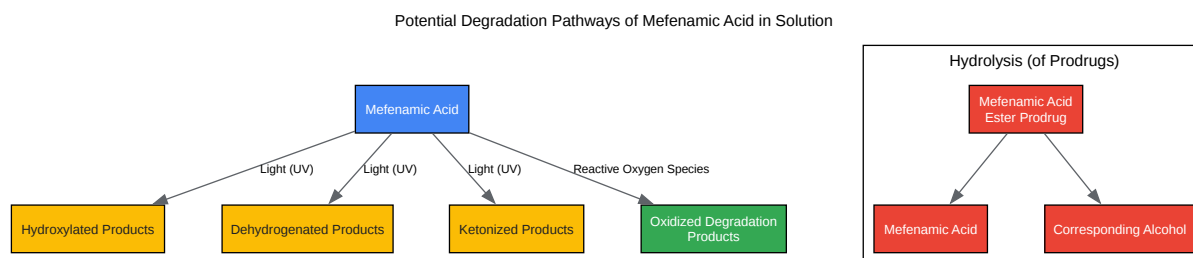 Potential Degradation Pathways of Mefenamic Acid in Solution
Hydrolysis (of Prodrugs)
Mefenamic Acid
Mefenamic Acid
Ester Prodrug
Light (UV)
Light (UV)
Light (UV)
Reactive Oxygen Species
Hydroxylated Products
Dehydrogenated Products
Ketonized Products
Oxidized Degradation
Products
Mefenamic Acid
Corresponding Alcohol